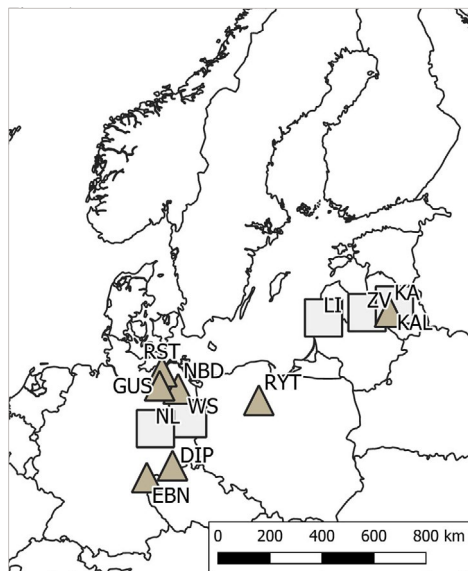 KA
ZV
LI
KAL
RST
NBD
GUS
RYT
WS
NL
DIP
EBN
0 200 400 600 800 km